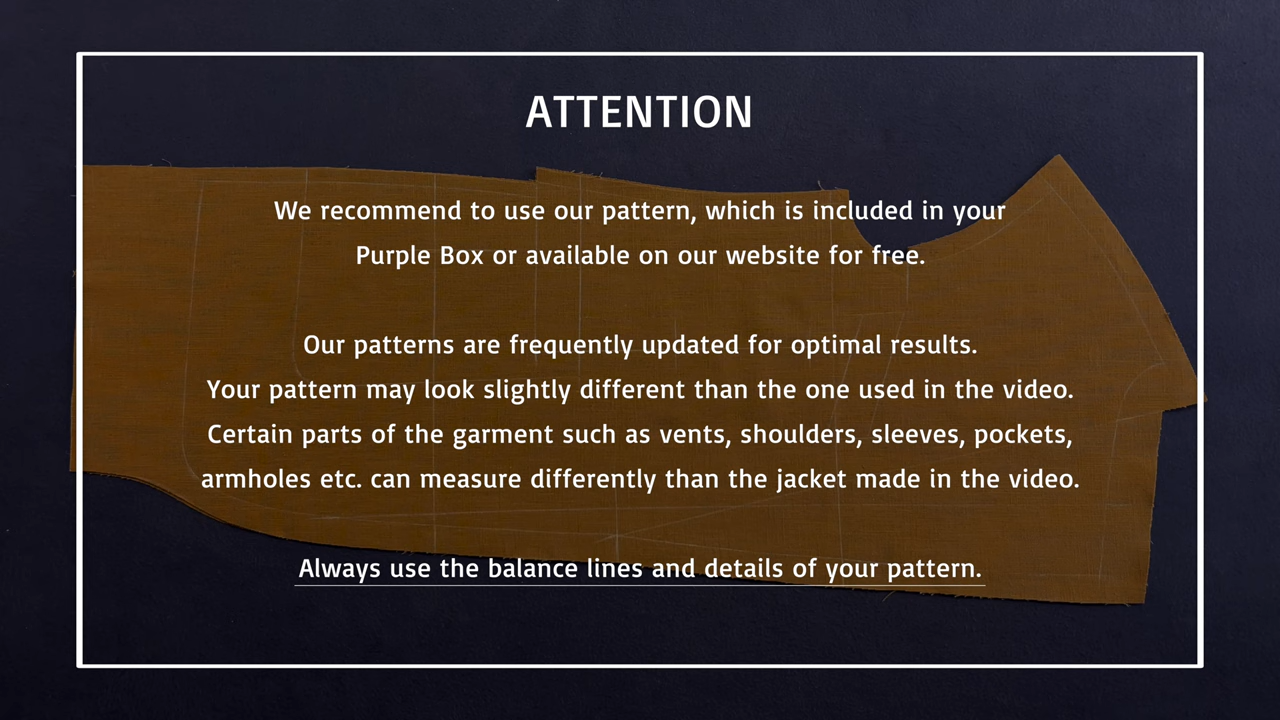 ATTENTION
We recommend to use our pattern, which is included in your
Purple Box or available on our website for free.
Our patterns are frequently updated for optimal results.
Your pattern may look slightly different than the one used in the video.
Certain parts of the garment such as vents, shoulders, sleeves, pockets,
armholes etc. can measure differently than the jacket made in the video.
Always use the balance lines and details of your pattern.